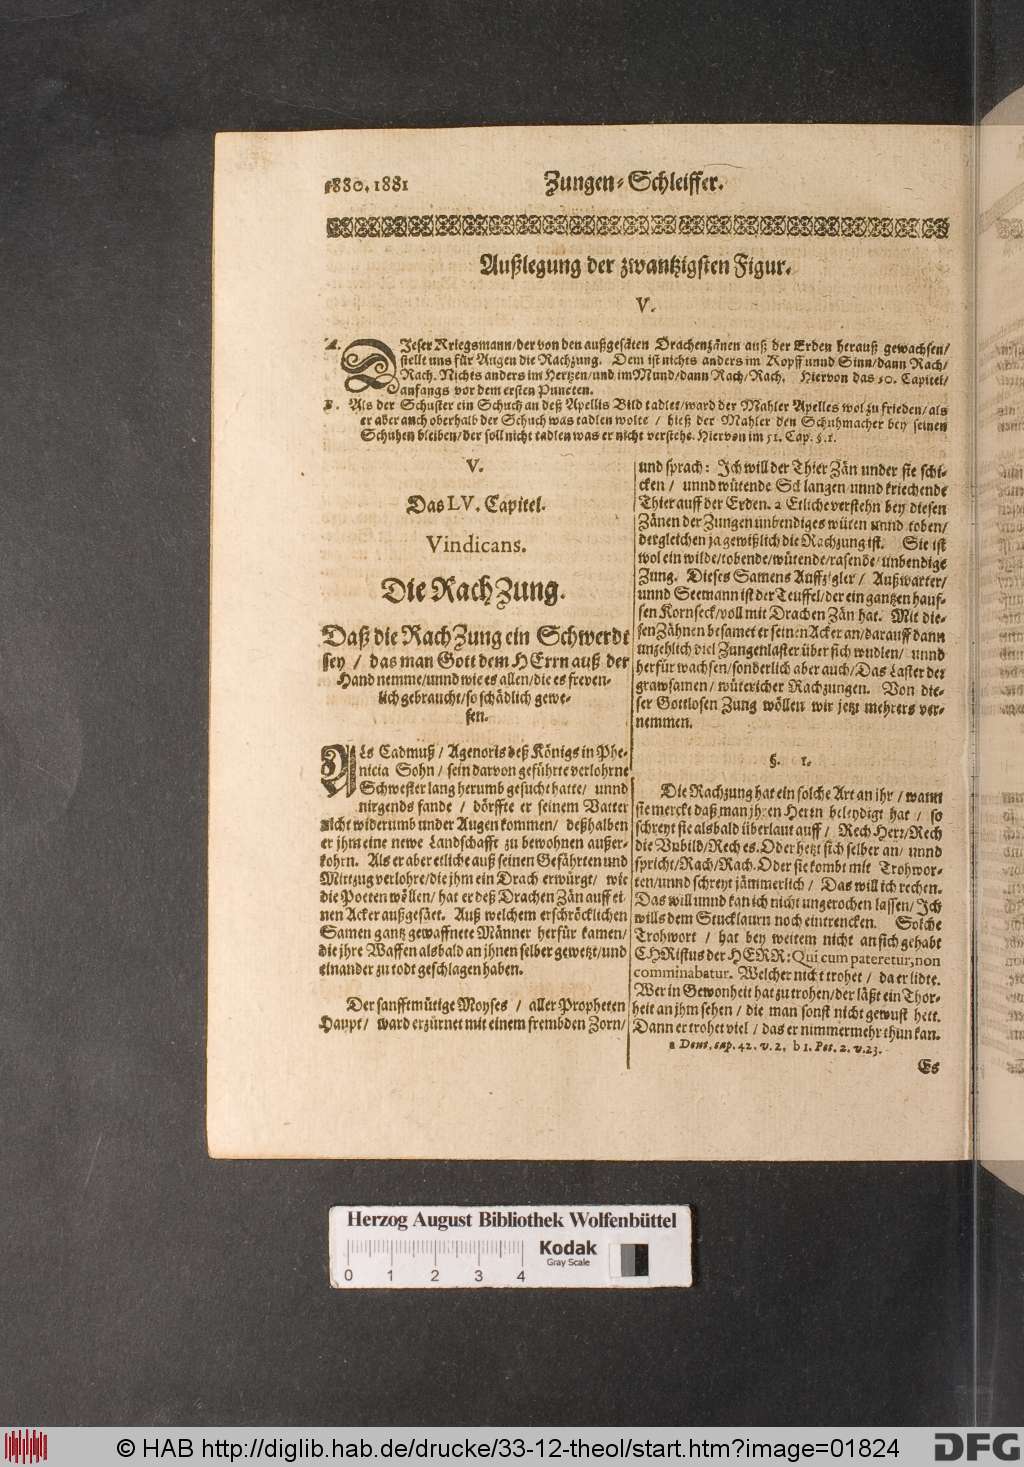 1880. 1881
Zungen-Schleiffer.
Außlegung der zwantzigsten Figur.
V.
A. DIeser Kriegsmann/der von den außgesäten Drachenzänen auß der Erden herauß gewachsen/
stelle uns für Augen die Rachzung. Dem ist nichts anders im Kopff unnd Sinn/dann Rach/
Rach. Nichts anders im Hertzen/und im Mund/dann Rach/Rach. Hiervon das 50. Capitel/
anfangs vor dem ersten Puncten.
B. Als der Schuster ein Schuch an deß Apellis Bild tadlet/ward der Mahler Apelles wol zu frieden/als
er aber auch oberhalb der Schuch was tadlen wolte / hieß der Mahler den Schuhmacher bey seinen
Schuhen bleiben/der soll nicht tadlen was er nicht verstehe. Hiervon im 51. Cap. §.1.
V.
Das LV. Capitel.
Vindicans.
Die Rach Zung.
Daß die Rach Zung ein Schwerdt
sey / das man Gott dem HErrn auß der
Hand nemme/unnd wie es allen/die es freven-
lich gebraucht/so schädlich gewe-
sen.
ALs Cadmuß / Agenoris deß Königs in Phe-
nicia Sohn / sein darvon geführte verlohrne
Schwester lang herumb gesucht hatte/ unnd
nirgends fande / dörffte er seinem Vatter
nicht widerumb under Augen kommen/ deßhalben
er jhm eine newe Landschafft zu bewohnen außer-
kohrn. Als er aber etliche auß seinen Gefährten und
Mittzug verlohre/die jhm ein Drach erwürgt/ wie
die Poeten wöllen/ hat er deß Drachen Zän auff ei-
nen Acker außgesäet. Auß welchem erschröcklichen
Samen gantz gewaffnete Männer herfür kamen/
die jhre Waffen alsbald an jhnen selber gewetzt/und
einander zu todt geschlagen haben.
Der sanfftmütige Moyses / aller Propheten
Haupt/ ward erzürnet mit einem frembden Zorn/
und sprach: Jch will der Thier Zän under sie schi-
cken / unnd wütende Schlangen unnd kriechende
Thier auff der Erden. a Etliche verstehn bey diesen
Zänen der Zungen unbendiges wüten unnd toben/
dergleichen ja gewißlich die Rachzung ist. Sie ist
wol ein wilde/tobende/wütende/rasende/unbendige
Zung. Dieses Samens Auffzigler / Außwarter/
unnd Seemann ist der Teuffel/der ein gantzen hauf-
fen Kornseck/voll mit Drachen Zän hat. Mit die-
sen Zähnen besamet er seinen Acker an/darauff dann
unzehlich viel Zungenlaster über sich wudlen/ unnd
herfür wachsen/sonderlich aber auch/Das Laster der
grawsamen/ wütericher Rachzungen. Von die-
ser Gottlosen Zung wöllen wir jetzt mehrers ver-
nemmen.
§. 1.
Die Rachzung hat ein solche Art an ihr / wann
sie merckt daß man jhren Herrn beleydigt hat / so
schreyt sie alsbald überlaut auff / Rech Herr/Rech
die Unbild/Rech es. Oder hetzt sich selber an/ unnd
spricht/Rach/Rach. Oder sie kombt mit Trohwor-
ten/unnd schreyt jämmerlich / Das will ich rechen.
Das will unnd kan ich nicht ungerochen lassen/Jch
wills dem Stucklaurn noch eintrencken. Solche
Trohwort / hat bey weitem nicht an sich gehabt
CHRistus der HERR: Qui cum pateretur, non
comminabatur. Welcher nicht trohet / da er lidte.
Wer in Gewonheit hat zu trohen/der läßt ein Thor-
heit an jhm sehen / die man sonst nicht gewust hett.
Dann er trohet viel / das er nimmermehr thun kan.
a Deut. cap. 42. v. 2. b 1. Pet. 2. v. 23.
Es
Herzog August Bibliothek Wolfenbüttel
Kodak
Gray Scale
0 1 2 3 4
© HAB http://diglib.hab.de/drucke/33-12-theol/start.htm?image=01824
DFG